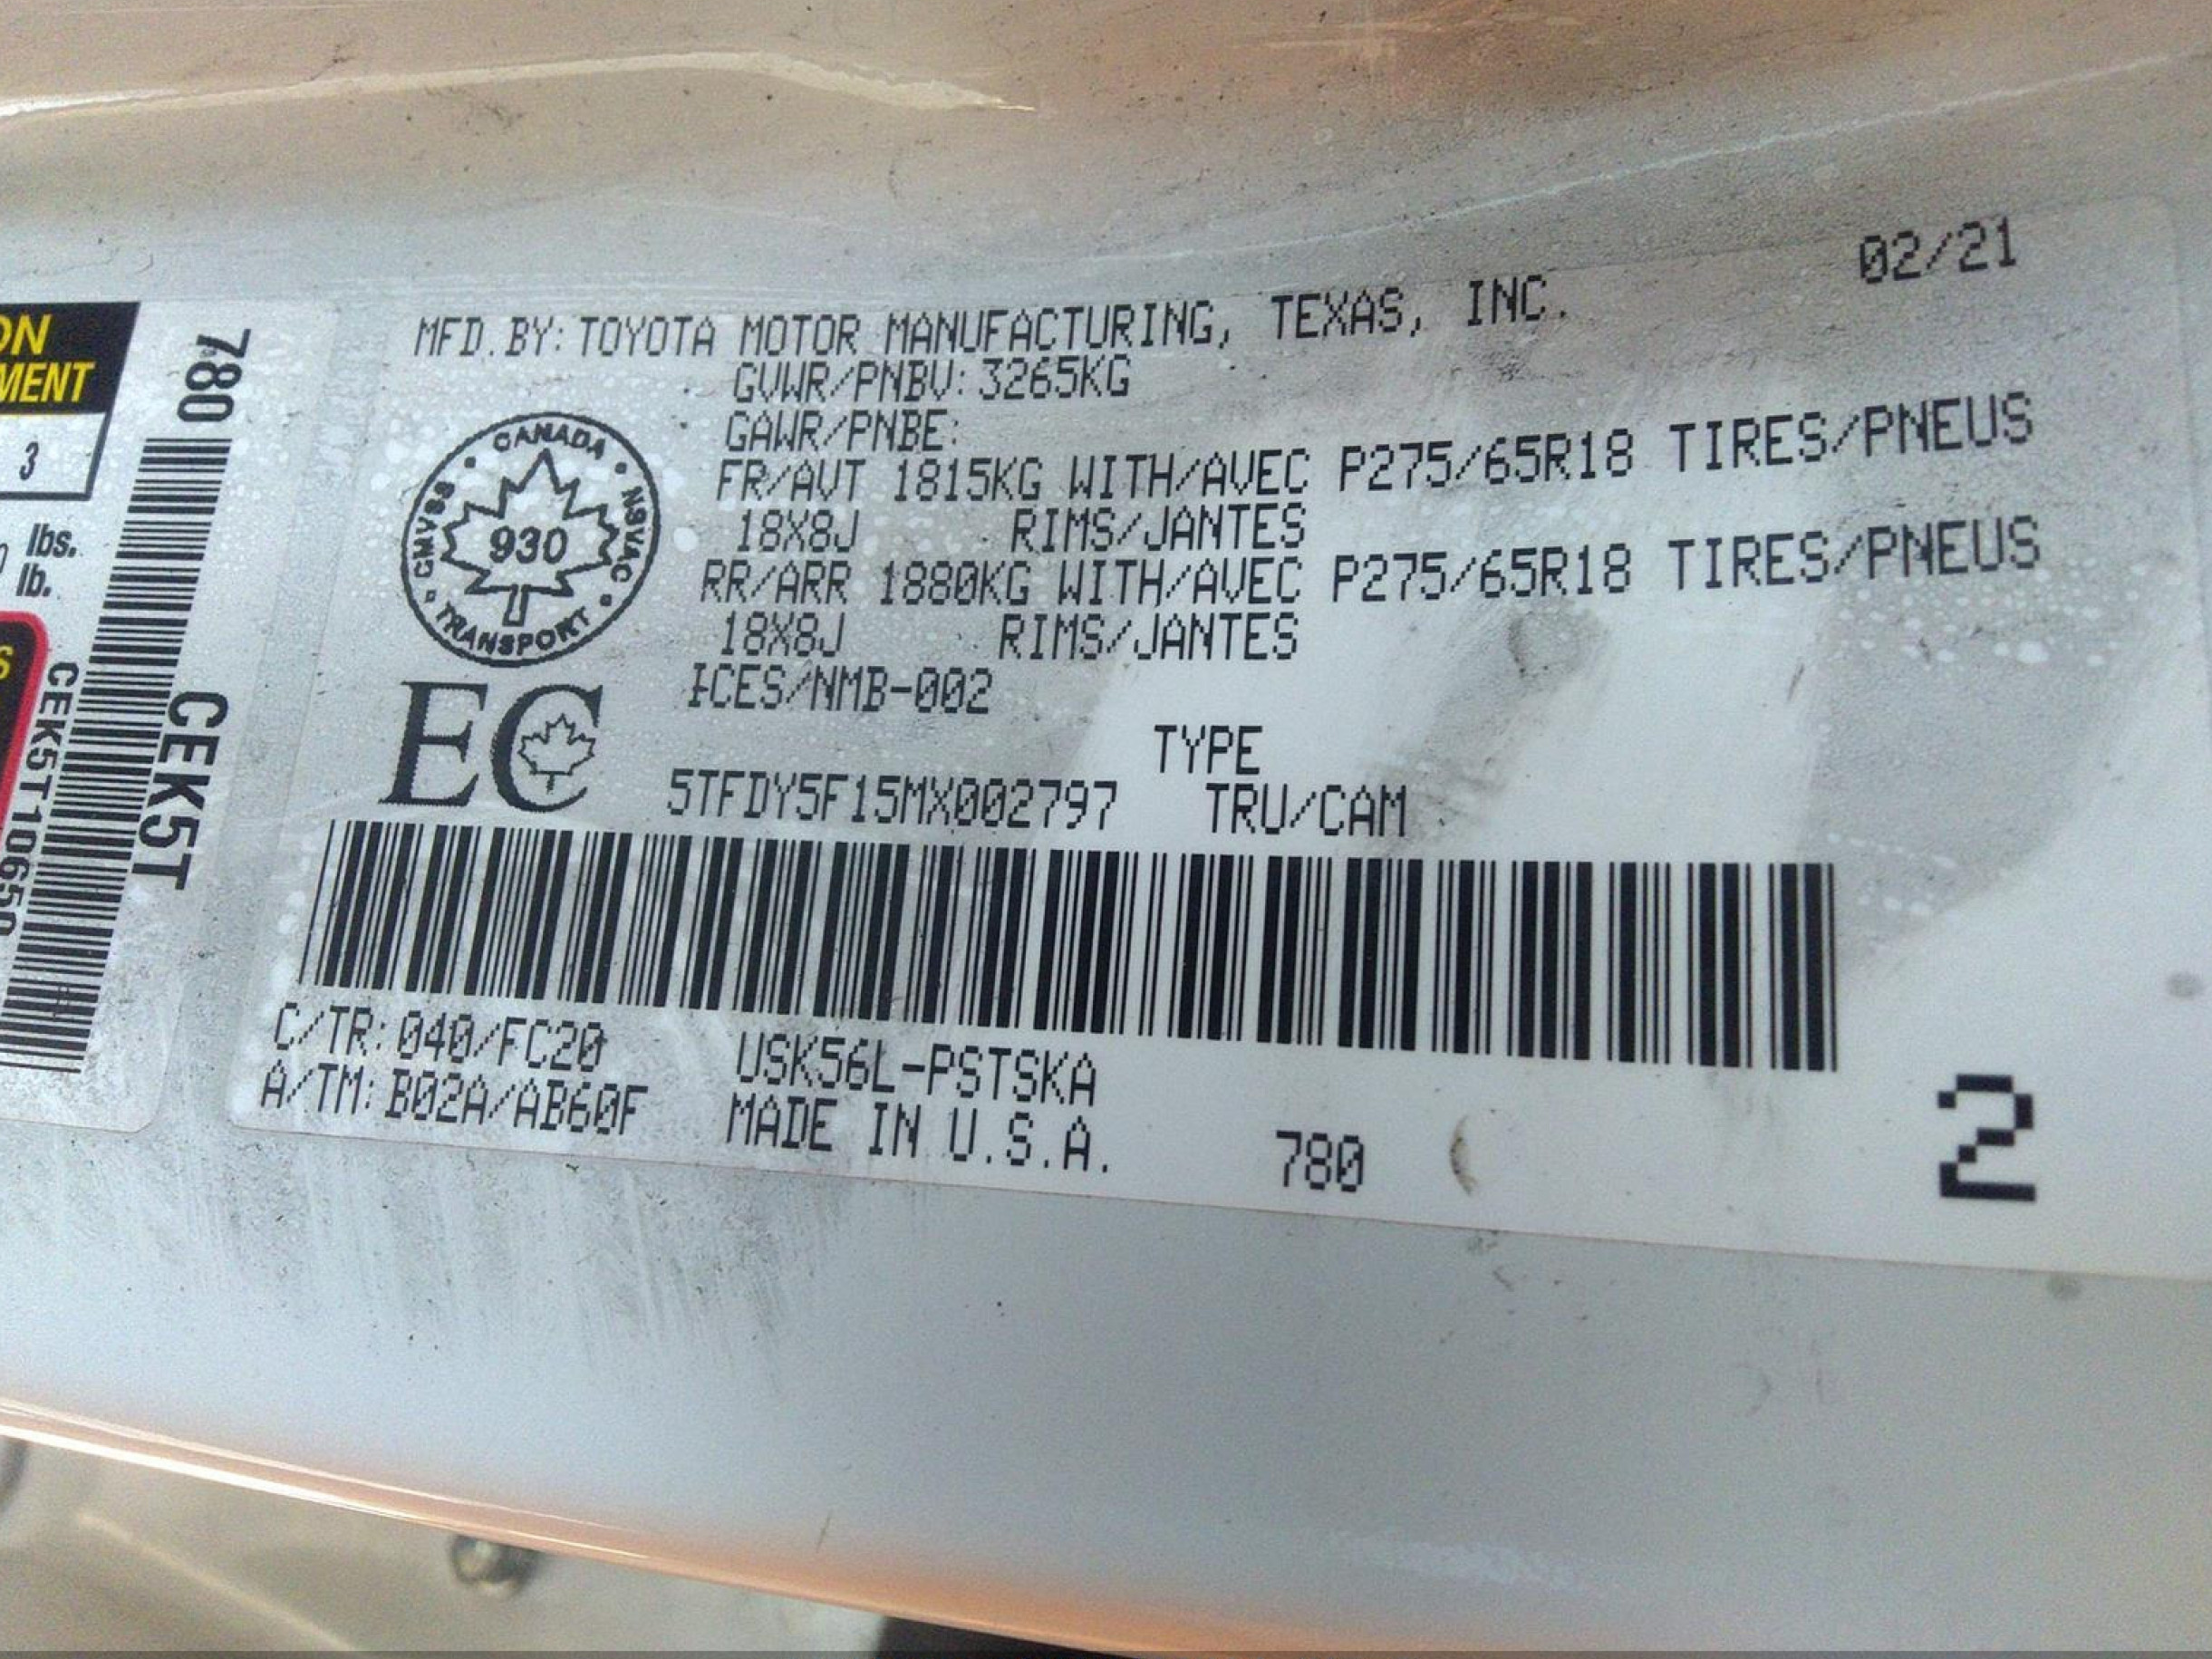 ON
MENT
3
lbs.
lb.
S
780
CEK5T
CEK5T10650
02/21
MFD. BY: TOYOTA MOTOR MANUFACTURING, TEXAS, INC.
GVWR/PNBV: 3265KG
GAWR/PNBE:
FR/AVT 1815KG WITH/AVEC P275/65R18 TIRES/PNEUS
18X8J RIMS/JANTES
RR/ARR 1880KG WITH/AVEC P275/65R18 TIRES/PNEUS
18X8J RIMS/JANTES
ICES/NMB-002
CANADA
CMVSS
NSVAC
930
TRANSPORT
EC
TYPE
5TFDY5F15MX002797 TRU/CAM
C/TR: 040/FC20 USK56L-PSTSKA
A/TM: B02A/AB60F MADE IN U.S.A. 780
2